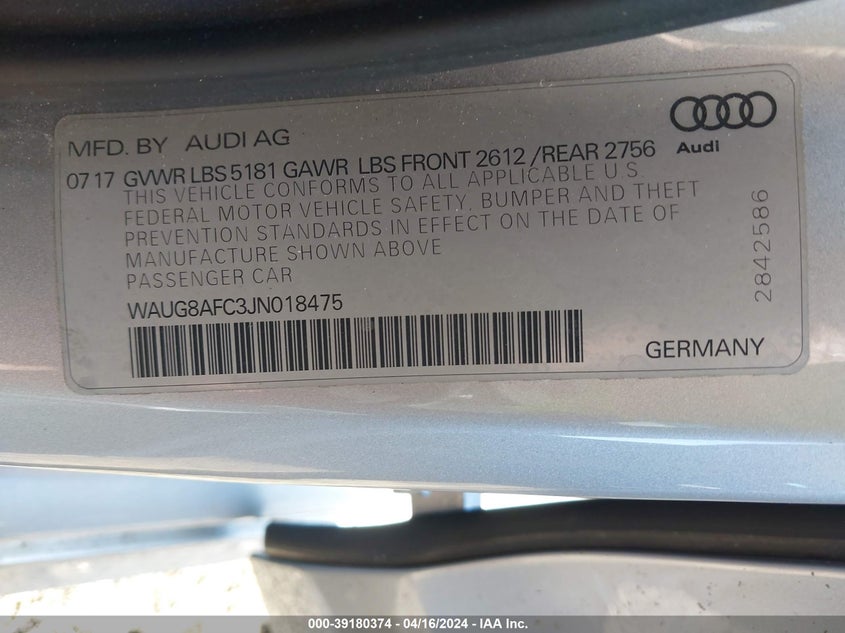 MFD. BY AUDI AG
Audi
07 17 GVWR LBS 5181 GAWR LBS FRONT 2612 /REAR 2756
THIS VEHICLE CONFORMS TO ALL APPLICABLE U.S.
FEDERAL MOTOR VEHICLE SAFETY, BUMPER AND THEFT
PREVENTION STANDARDS IN EFFECT ON THE DATE OF
MANUFACTURE SHOWN ABOVE
PASSENGER CAR
WAUG8AFC3JN018475
2842586
GERMANY
000-39180374 - 04/16/2024 - IAA Inc.